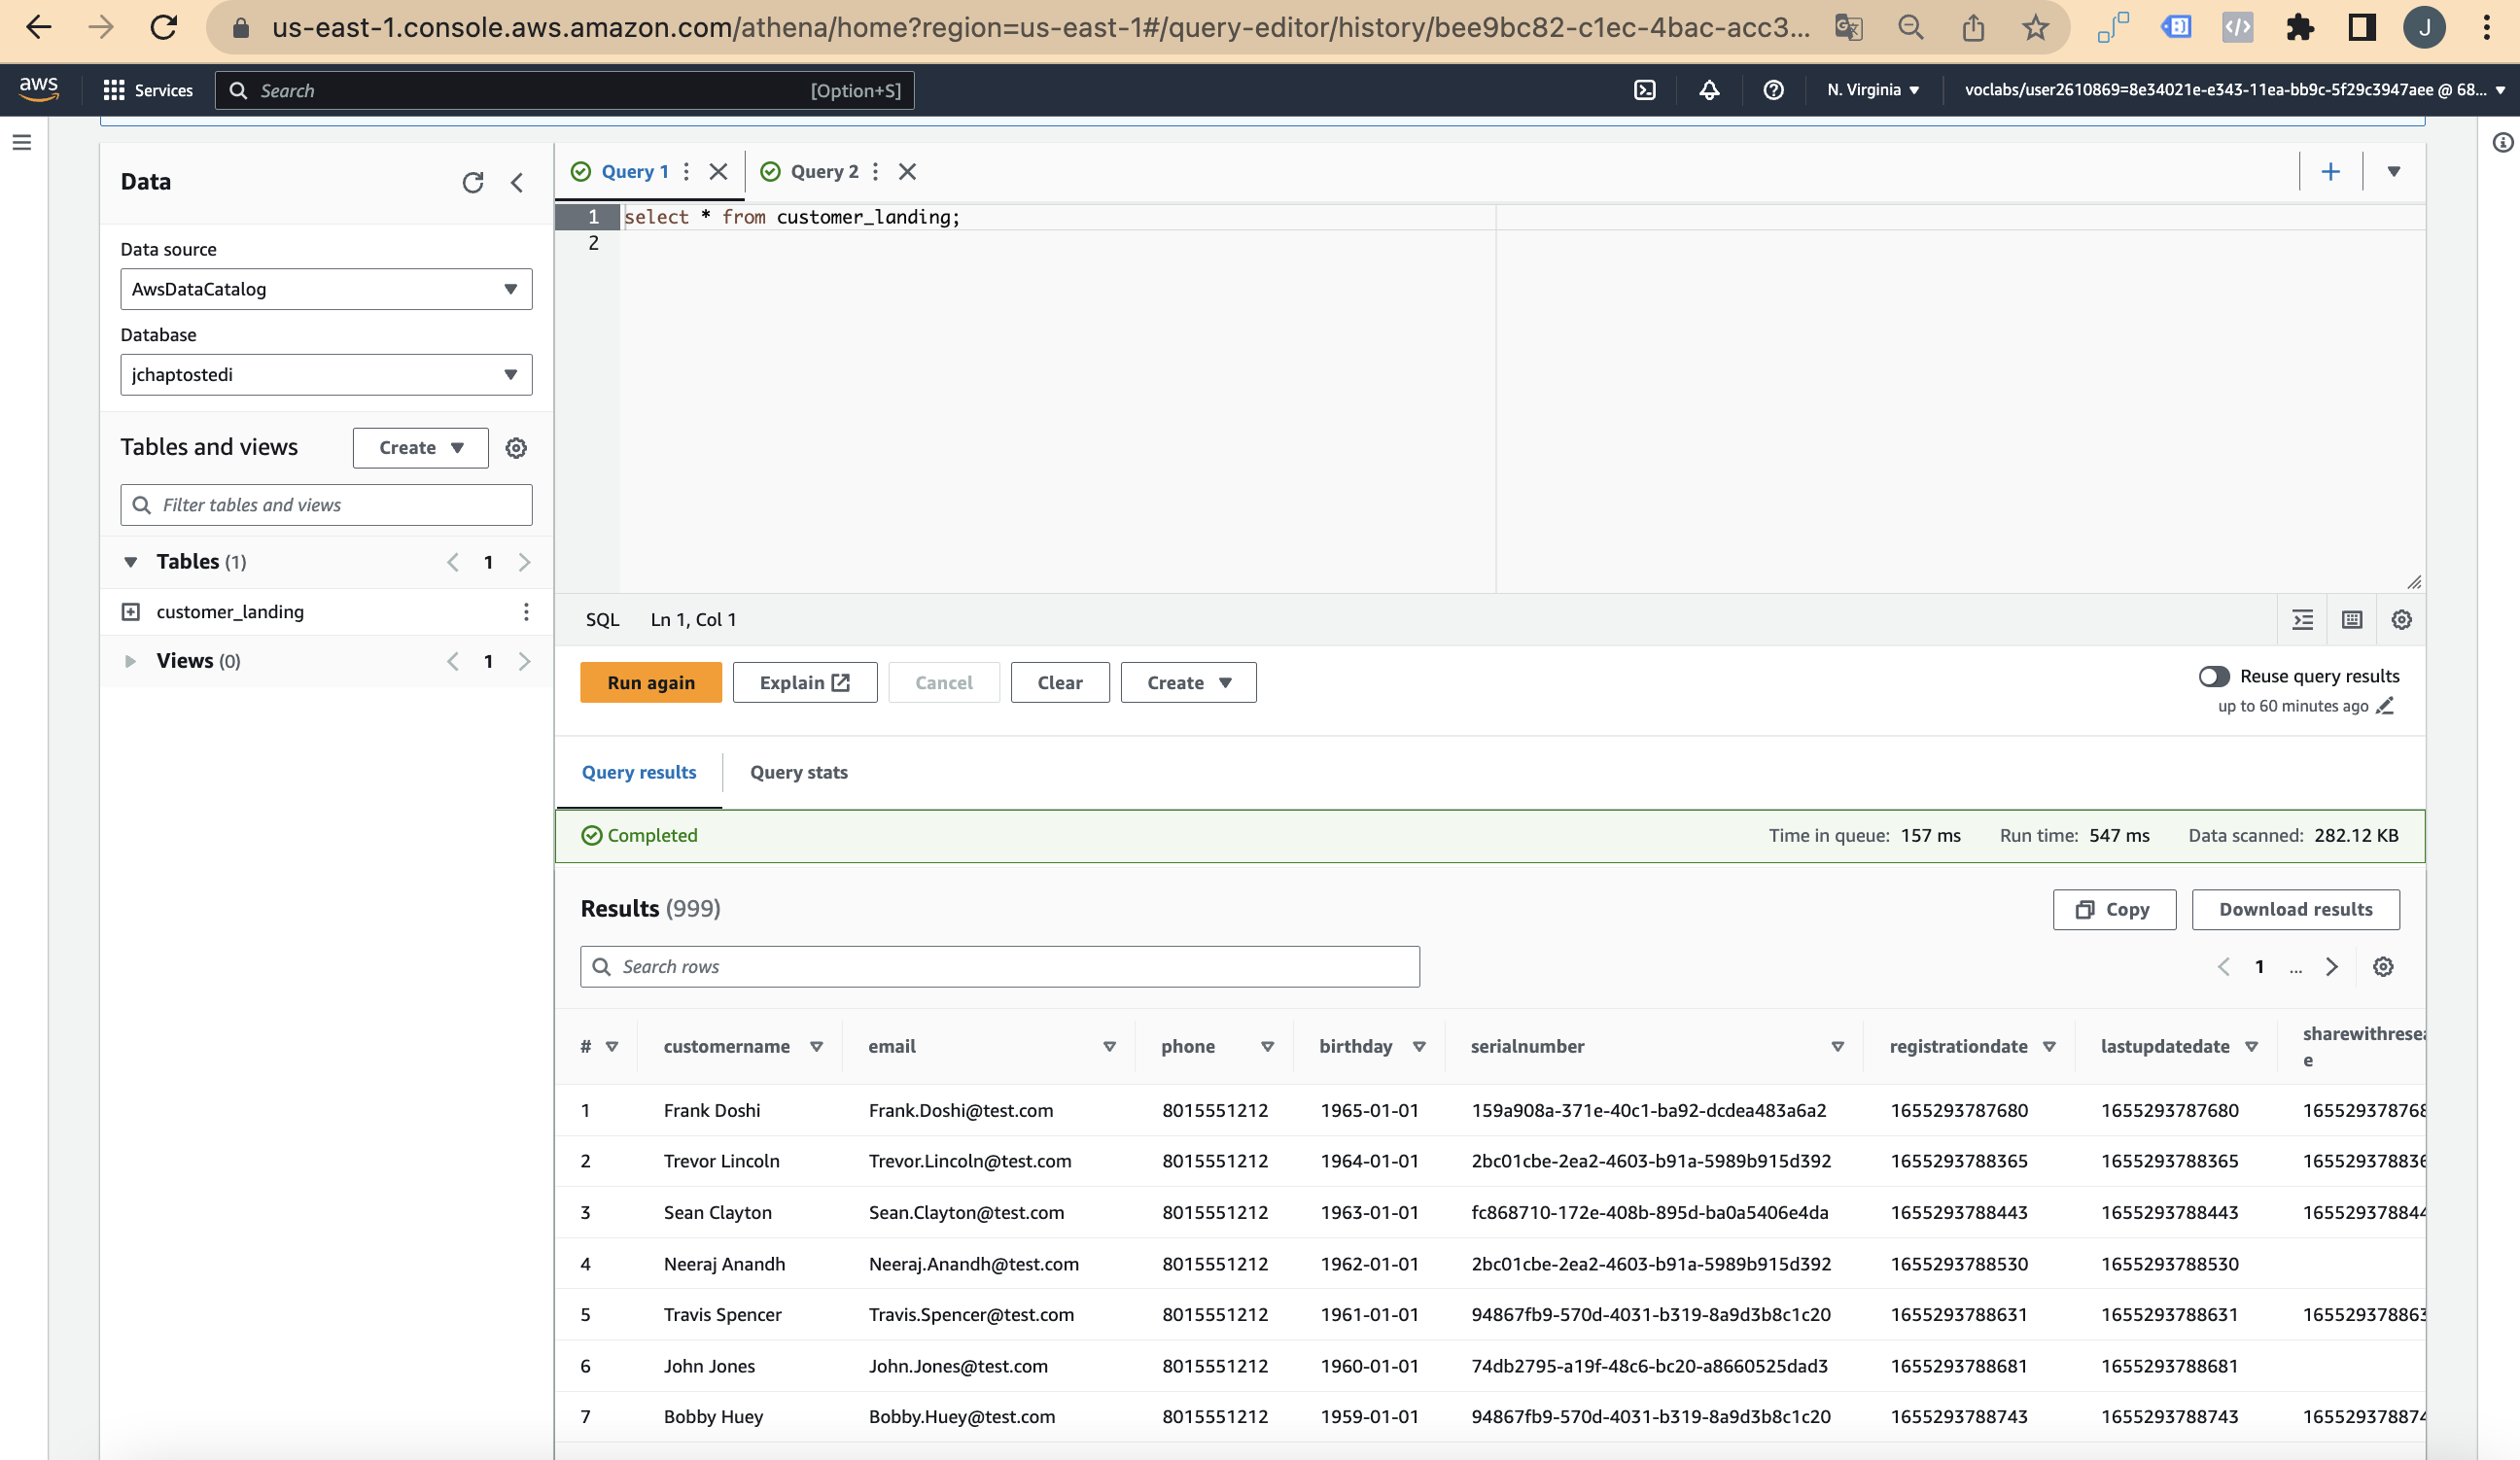 us-east-1.console.aws.amazon.com/athena/home?region=us-east-1#/query-editor/history/bee9bc82-c1ec-4bac-acc3...
J
aws
Services
Search
[Option+S]
N. Virginia
voclabs/user2610869=8e34021e-e343-11ea-bb9c-5f29c3947aee @ 68...
Data
Data source
AwsDataCatalog
Database
jchaptostedi
Tables and views
Create
Filter tables and views
Tables (1)
1
customer_landing
Views (0)
1
Query 1
Query 2
1 select * from customer_landing;
2
SQL Ln 1, Col 1
Run again
Explain
Cancel
Clear
Create
Reuse query results
up to 60 minutes ago
Query results
Query stats
Completed
Time in queue: 157 ms Run time: 547 ms Data scanned: 282.12 KB
Results (999)
Copy
Download results
Search rows
1 ...
# customername email phone birthday serialnumber registrationdate lastupdatedate sharewithresea
e
1 Frank Doshi Frank.Doshi@test.com 8015551212 1965-01-01 159a908a-371e-40c1-ba92-dcdea483a6a2 1655293787680 1655293787680 165529378768
2 Trevor Lincoln Trevor.Lincoln@test.com 8015551212 1964-01-01 2bc01cbe-2ea2-4603-b91a-5989b915d392 1655293788365 1655293788365 165529378836
3 Sean Clayton Sean.Clayton@test.com 8015551212 1963-01-01 fc868710-172e-408b-895d-ba0a5406e4da 1655293788443 1655293788443 165529378844
4 Neeraj Anandh Neeraj.Anandh@test.com 8015551212 1962-01-01 2bc01cbe-2ea2-4603-b91a-5989b915d392 1655293788530 1655293788530
5 Travis Spencer Travis.Spencer@test.com 8015551212 1961-01-01 94867fb9-570d-4031-b319-8a9d3b8c1c20 1655293788631 1655293788631 165529378863
6 John Jones John.Jones@test.com 8015551212 1960-01-01 74db2795-a19f-48c6-bc20-a8660525dad3 1655293788681 1655293788681
7 Bobby Huey Bobby.Huey@test.com 8015551212 1959-01-01 94867fb9-570d-4031-b319-8a9d3b8c1c20 1655293788743 1655293788743 165529378874